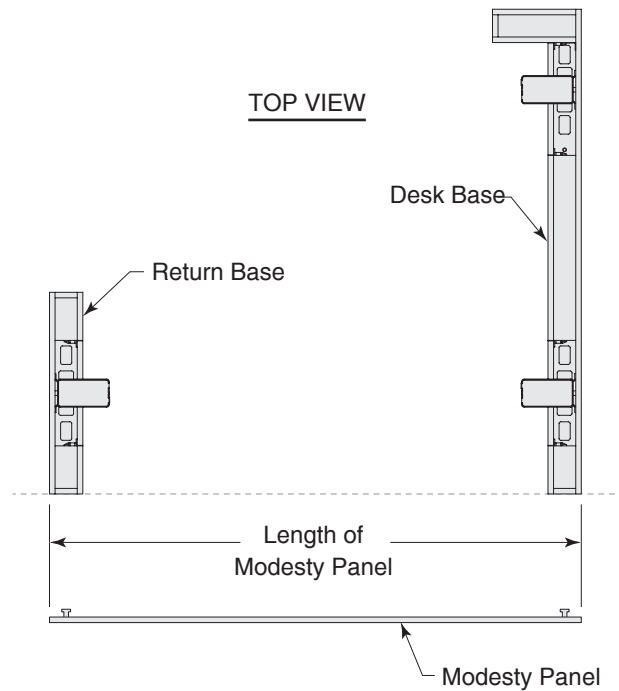 TOP VIEW
Desk Base
Return Base
Length of
Modesty Panel
Modesty Panel